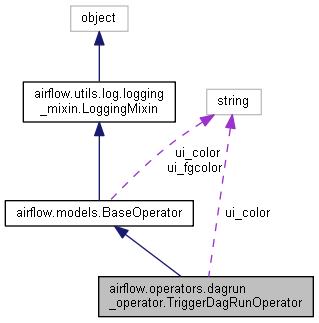 object
airflow.utils.log.logging
_mixin.LoggingMixin
string
ui_color
ui_fgcolor
airflow.models.BaseOperator
ui_color
airflow.operators.dagrun
_operator.TriggerDagRunOperator